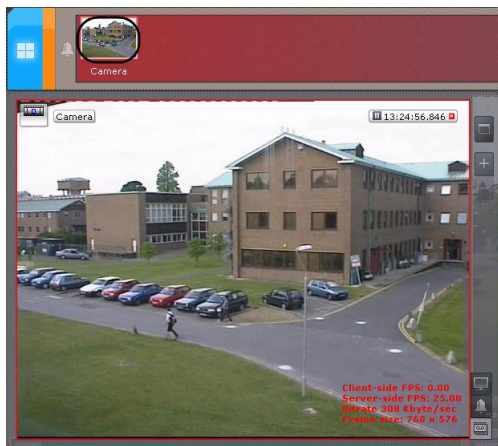 Camera
Camera
13:24:56.846
Client-side FPS: 0.00
Server-side FPS: 25.00
Bitrate 308 Kbyte/sec
Frame size: 768 x 576